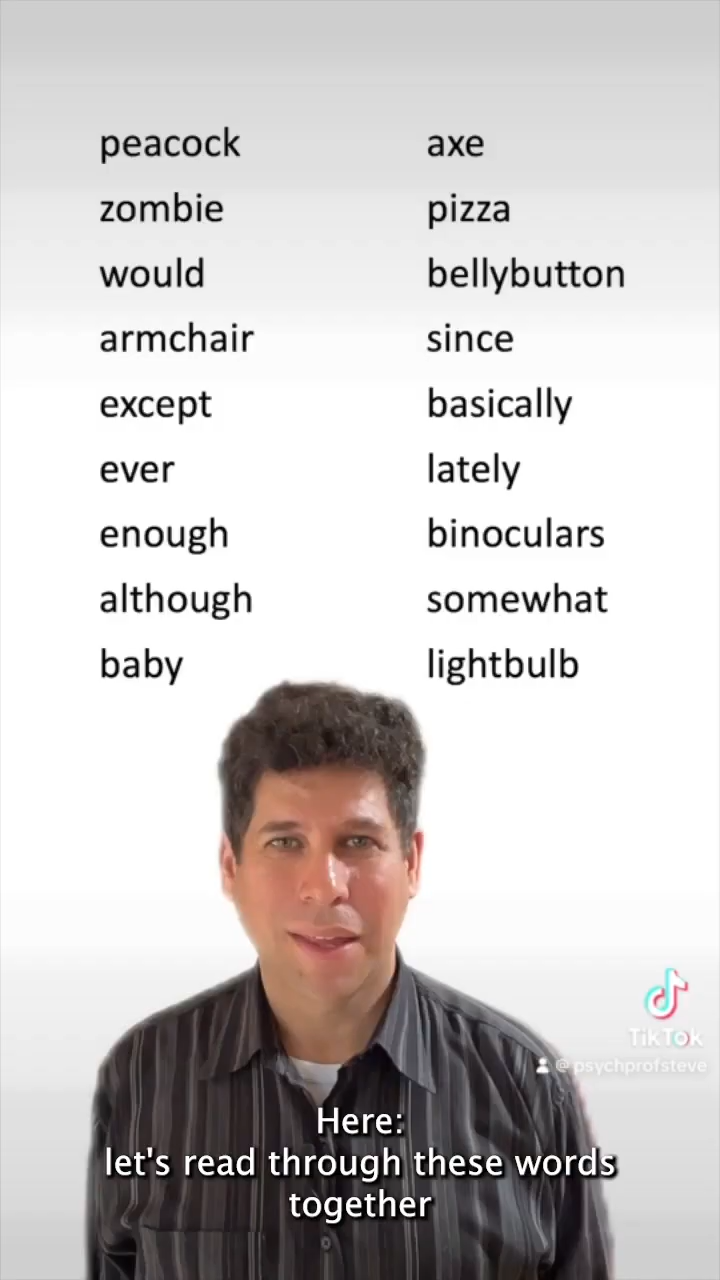 peacock
zombie
would
armchair
except
ever
enough
although
baby
axe
pizza
bellybutton
since
basically
lately
binoculars
somewhat
lightbulb
TikTok
@psychprofsteve
Here:
let's read through these words
together